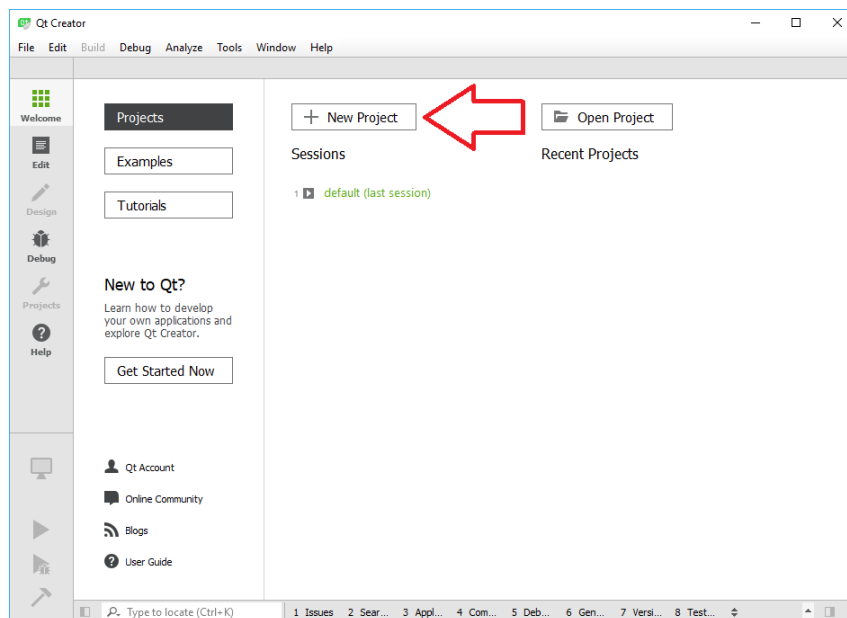 Qt Creator
File Edit Build Debug Analyze Tools Window Help
Welcome
Edit
Design
Debug
Projects
Help
Projects
Examples
Tutorials
New to Qt?
Learn how to develop
your own applications and
explore Qt Creator.
Get Started Now
Qt Account
Online Community
Blogs
User Guide
+ New Project
Open Project
Sessions
Recent Projects
1 default (last session)
Type to locate (Ctrl+K)
1 Issues 2 Sear... 3 Appl... 4 Com... 5 Deb... 6 Gen... 7 Versi... 8 Test...